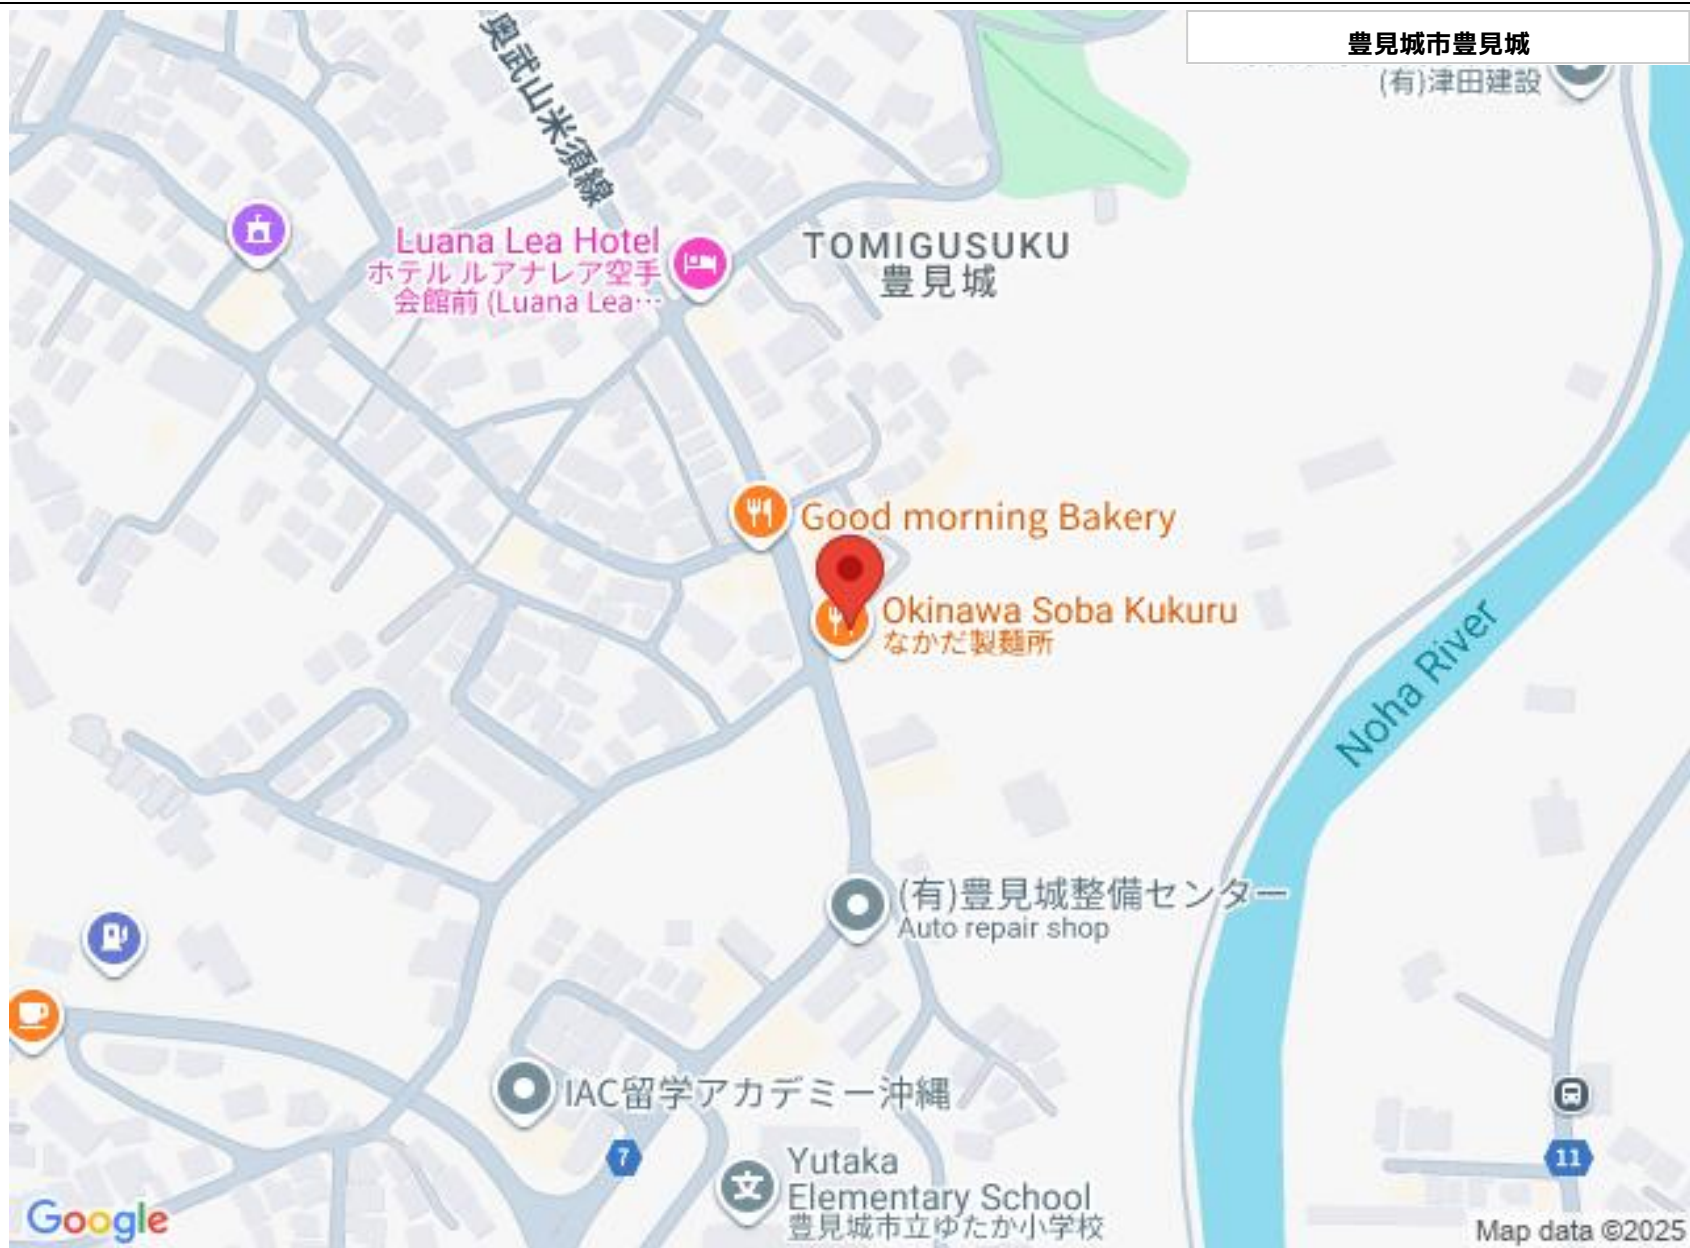 豊見城市豊見城
(有)津田建設
奥武山米須線
Luana Lea Hotel
ホテル ルアナレア空手
会館前 (Luana Lea…
TOMIGUSUKU
豊見城
Good morning Bakery
Okinawa Soba Kukuru
なかだ製麺所
Noha River
(有)豊見城整備センター
Auto repair shop
IAC留学アカデミー沖縄
7
11
Yutaka
Elementary School
豊見城市立ゆたか小学校
Google
Map data ©2025